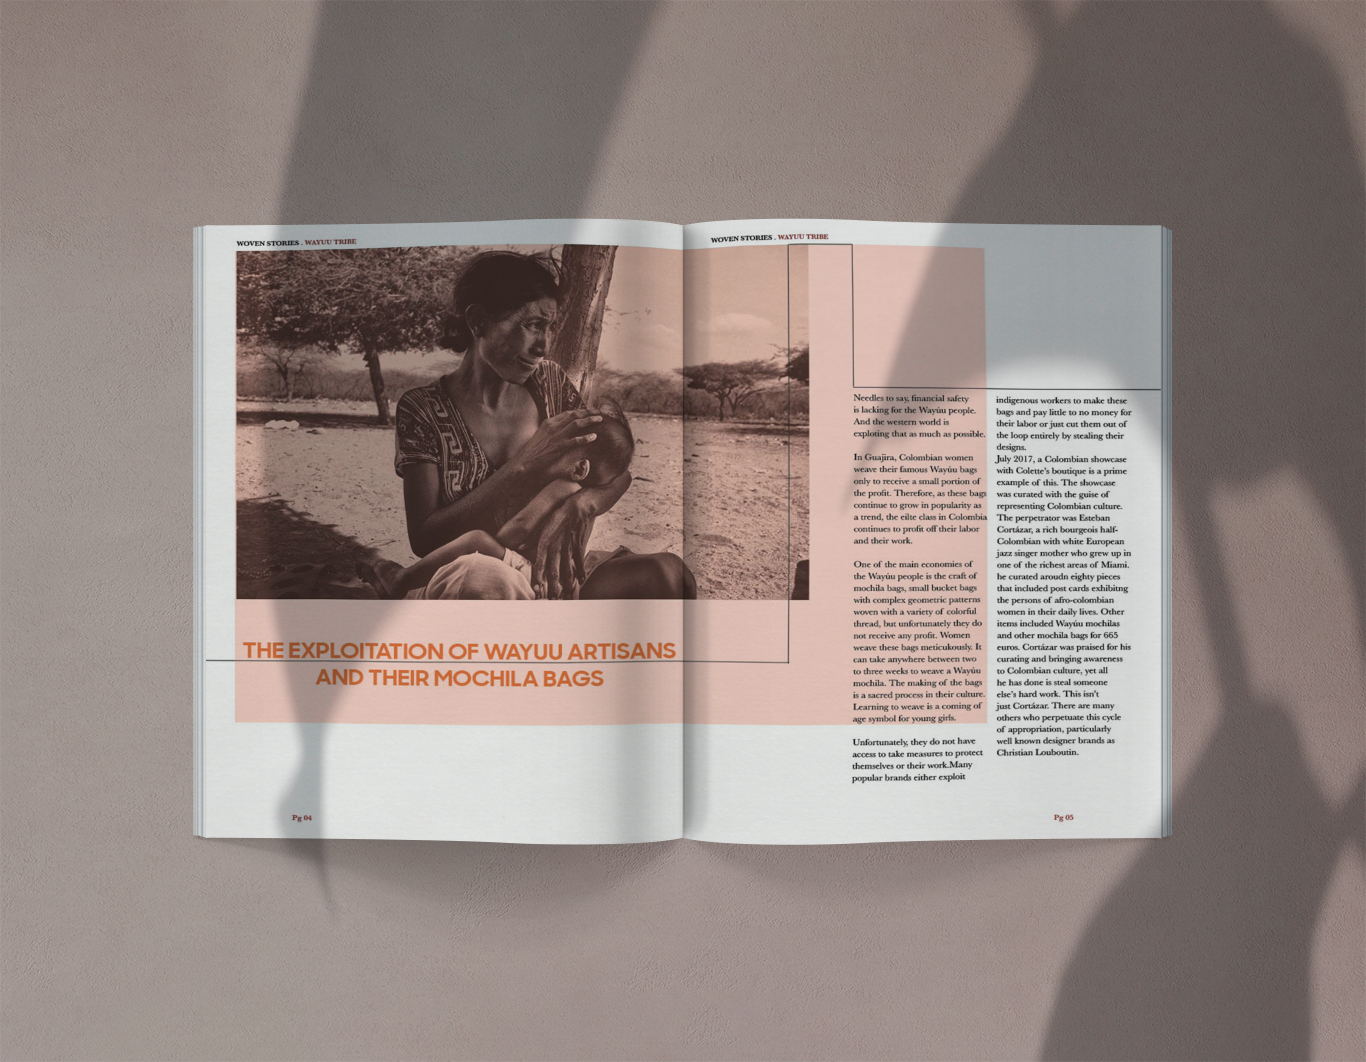 WOVEN STORIES . WAYUU TRIBE
THE EXPLOITATION OF WAYUU ARTISANS
AND THEIR MOCHILA BAGS
Pg 04
WOVEN STORIES . WAYUU TRIBE
Needles to say, financial safety
is lacking for the Wayúu people.
And the western world is
exploting that as much as possible.
In Guajira, Colombian women
weave their famous Wayúu bags
only to receive a small portion of
the profit. Therefore, as these bags
continue to grow in popularity as
a trend, the eilte class in Colombia
continues to profit off their labor
and their work.
One of the main economies of
the Wayúu people is the craft of
mochila bags, small bucket bags
with complex geometric patterns
woven with a variety of colorful
thread, but unfortunately they do
not receive any profit. Women
weave these bags meticukously. It
can take anywhere between two
to three weeks to weave a Wayúu
mochila. The making of the bags
is a sacred process in their culture.
Learning to weave is a coming of
age symbol for young girls.
Unfortunately, they do not have
access to take measures to protect
themselves or their work.Many
popular brands either exploit
indigenous workers to make these
bags and pay little to no money for
their labor or just cut them out of
the loop entirely by stealing their
designs.
July 2017, a Colombian showcase
with Colette's boutique is a prime
example of this. The showcase
was curated with the guise of
representing Colombian culture.
The perpetrator was Esteban
Cortázar, a rich bourgeois half-
Colombian with white European
jazz singer mother who grew up in
one of the richest areas of Miami.
he curated aroudn eighty pieces
that included post cards exhibitng
the persons of afro-colombian
women in their daily lives. Other
items included Wayúu mochilas
and other mochila bags for 665
euros. Cortázar was praised for his
curating and bringing awareness
to Colombian culture, yet all
he has done is steal someone
else's hard work. This isn't
just Cortázar. There are many
others who perpetuate this cycle
of appropriation, particularly
well known designer brands as
Christian Louboutin.
Pg 05